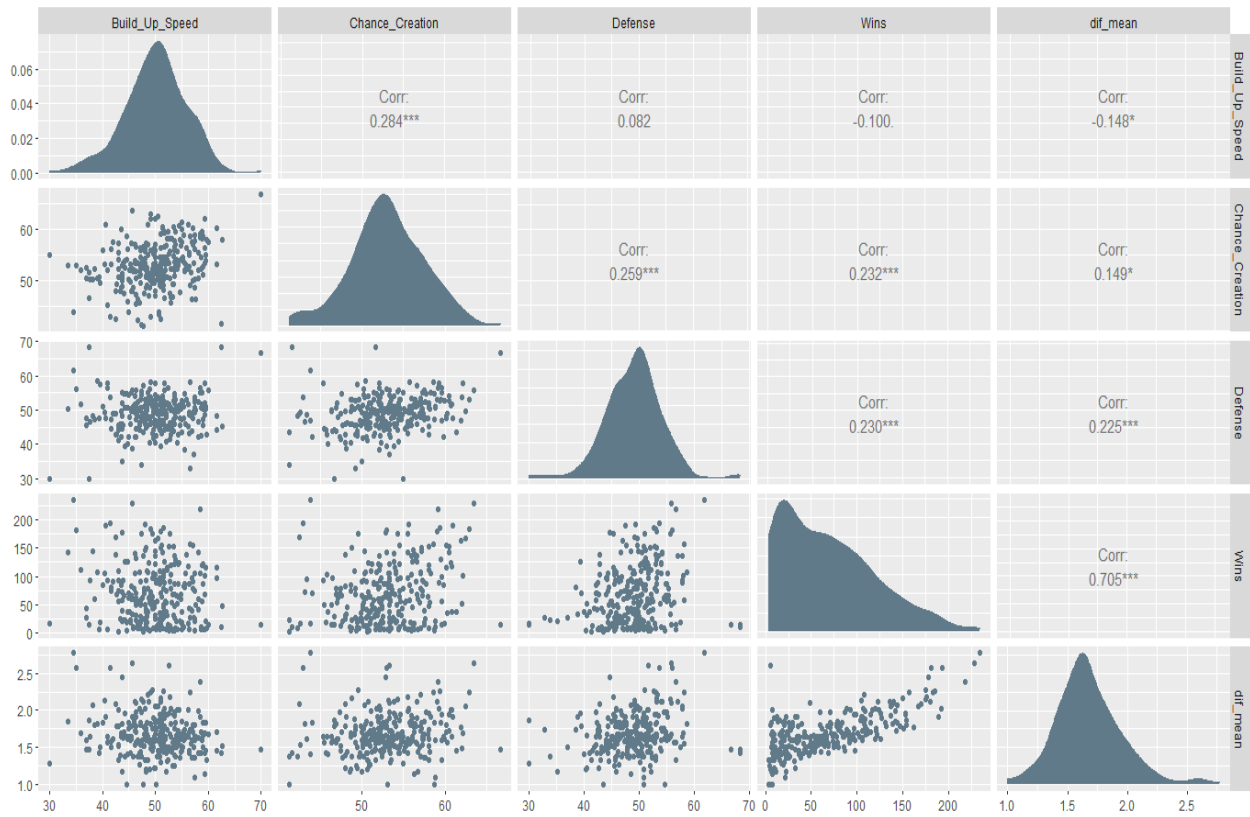 Build_Up_Speed
Chance_Creation
Defense
Wins
dif_mean
0.06
0.04
0.02
0.00
Corr:
0.284***
Corr:
0.082
Corr:
-0.100.
Corr:
-0.148*
Build_Up_Speed
60
50
Corr:
0.259***
Corr:
0.232***
Corr:
0.149*
Chance_Creation
70
60
50
40
30
Corr:
0.230***
Corr:
0.225***
Defense
200
150
100
50
0
Corr:
0.705***
Wins
2.5
2.0
1.5
1.0
dif_mean
30 40 50 60 70
50 60
30 40 50 60 70
0 50 100 150 200
1.0 1.5 2.0 2.5